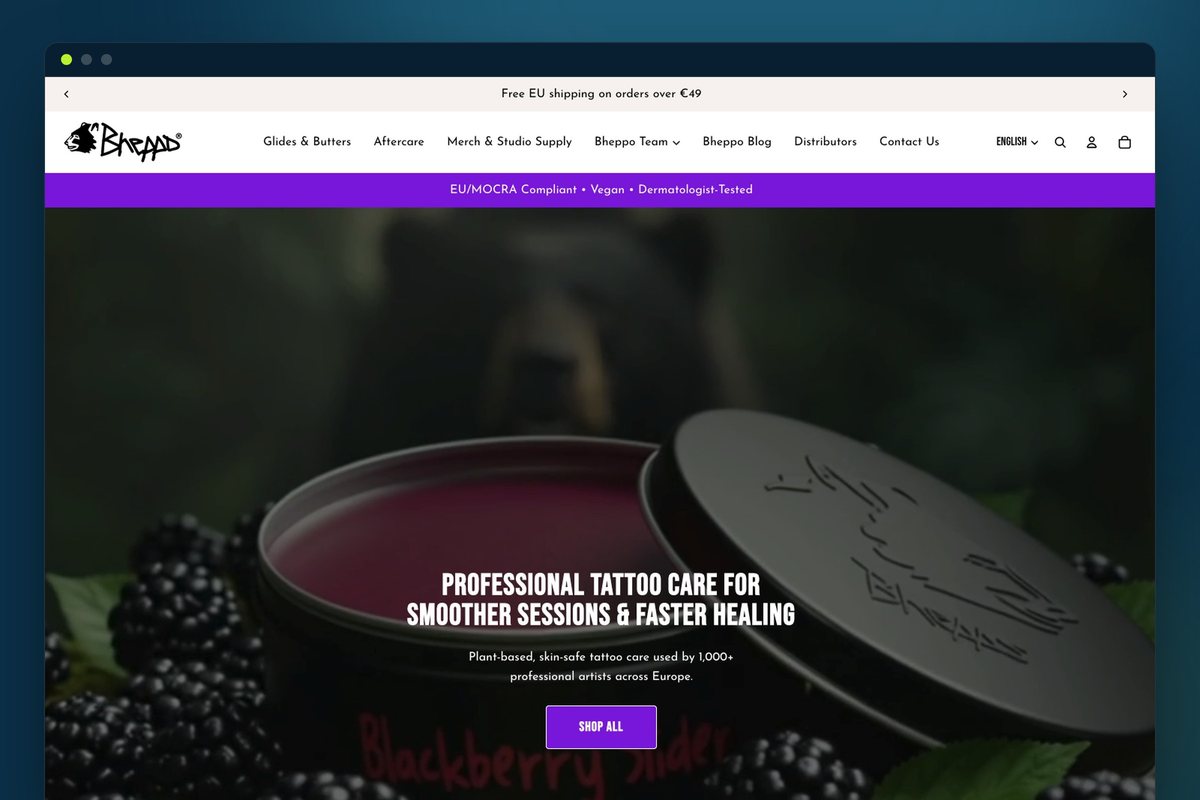 Free EU shipping on orders over €49
Bheppo®
Glides & Butters Aftercare Merch & Studio Supply Bheppo Team Bheppo Blog Distributors Contact Us ENGLISH
EU/MOCRA Compliant • Vegan • Dermatologist-Tested
PROFESSIONAL TATTOO CARE FOR
SMOOTHER SESSIONS & FASTER HEALING
Plant-based, skin-safe tattoo care used by 1,000+
professional artists across Europe.
SHOP ALL
Bheppo
Blackberry Slider